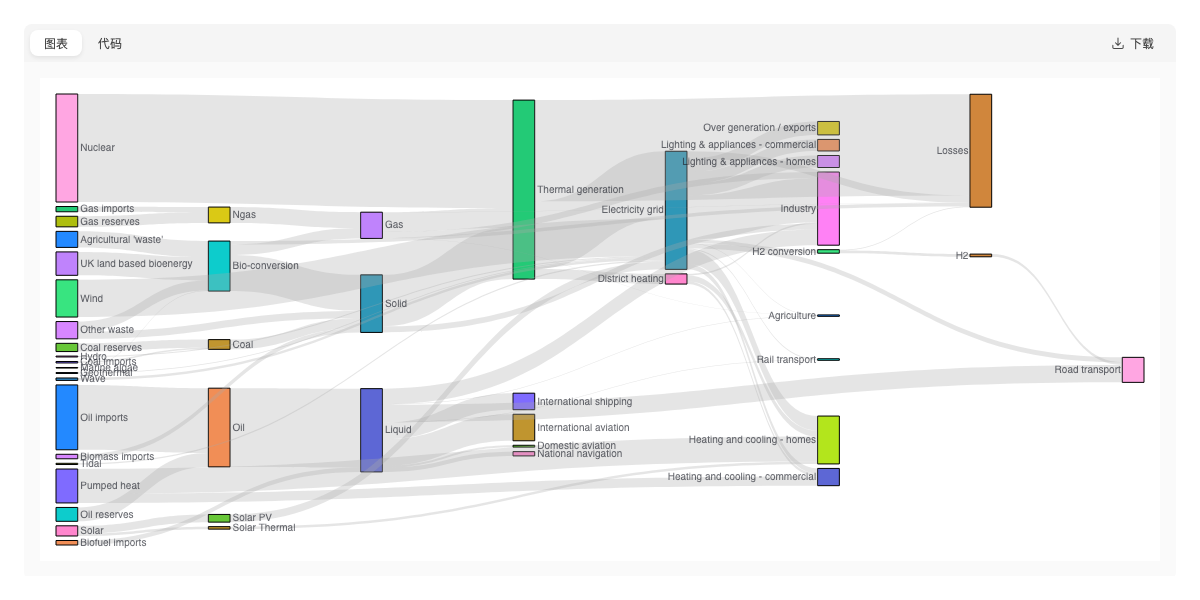 图表
代码
下载
Nuclear
Gas imports
Gas reserves
Agricultural 'waste'
UK land based bioenergy
Wind
Other waste
Coal reserves
Hydro
Coal imports
Marine algae
Geothermal
Wave
Oil imports
Biomass imports
Tidal
Pumped heat
Oil reserves
Solar
Biofuel imports
Ngas
Bio-conversion
Coal
Oil
Solar PV
Solar Thermal
Gas
Solid
Liquid
Thermal generation
International shipping
International aviation
Domestic aviation
National navigation
Electricity grid
District heating
Over generation / exports
Lighting & appliances - commercial
Lighting & appliances - homes
Industry
H2 conversion
Agriculture
Rail transport
Heating and cooling - homes
Heating and cooling - commercial
Losses
H2
Road transport